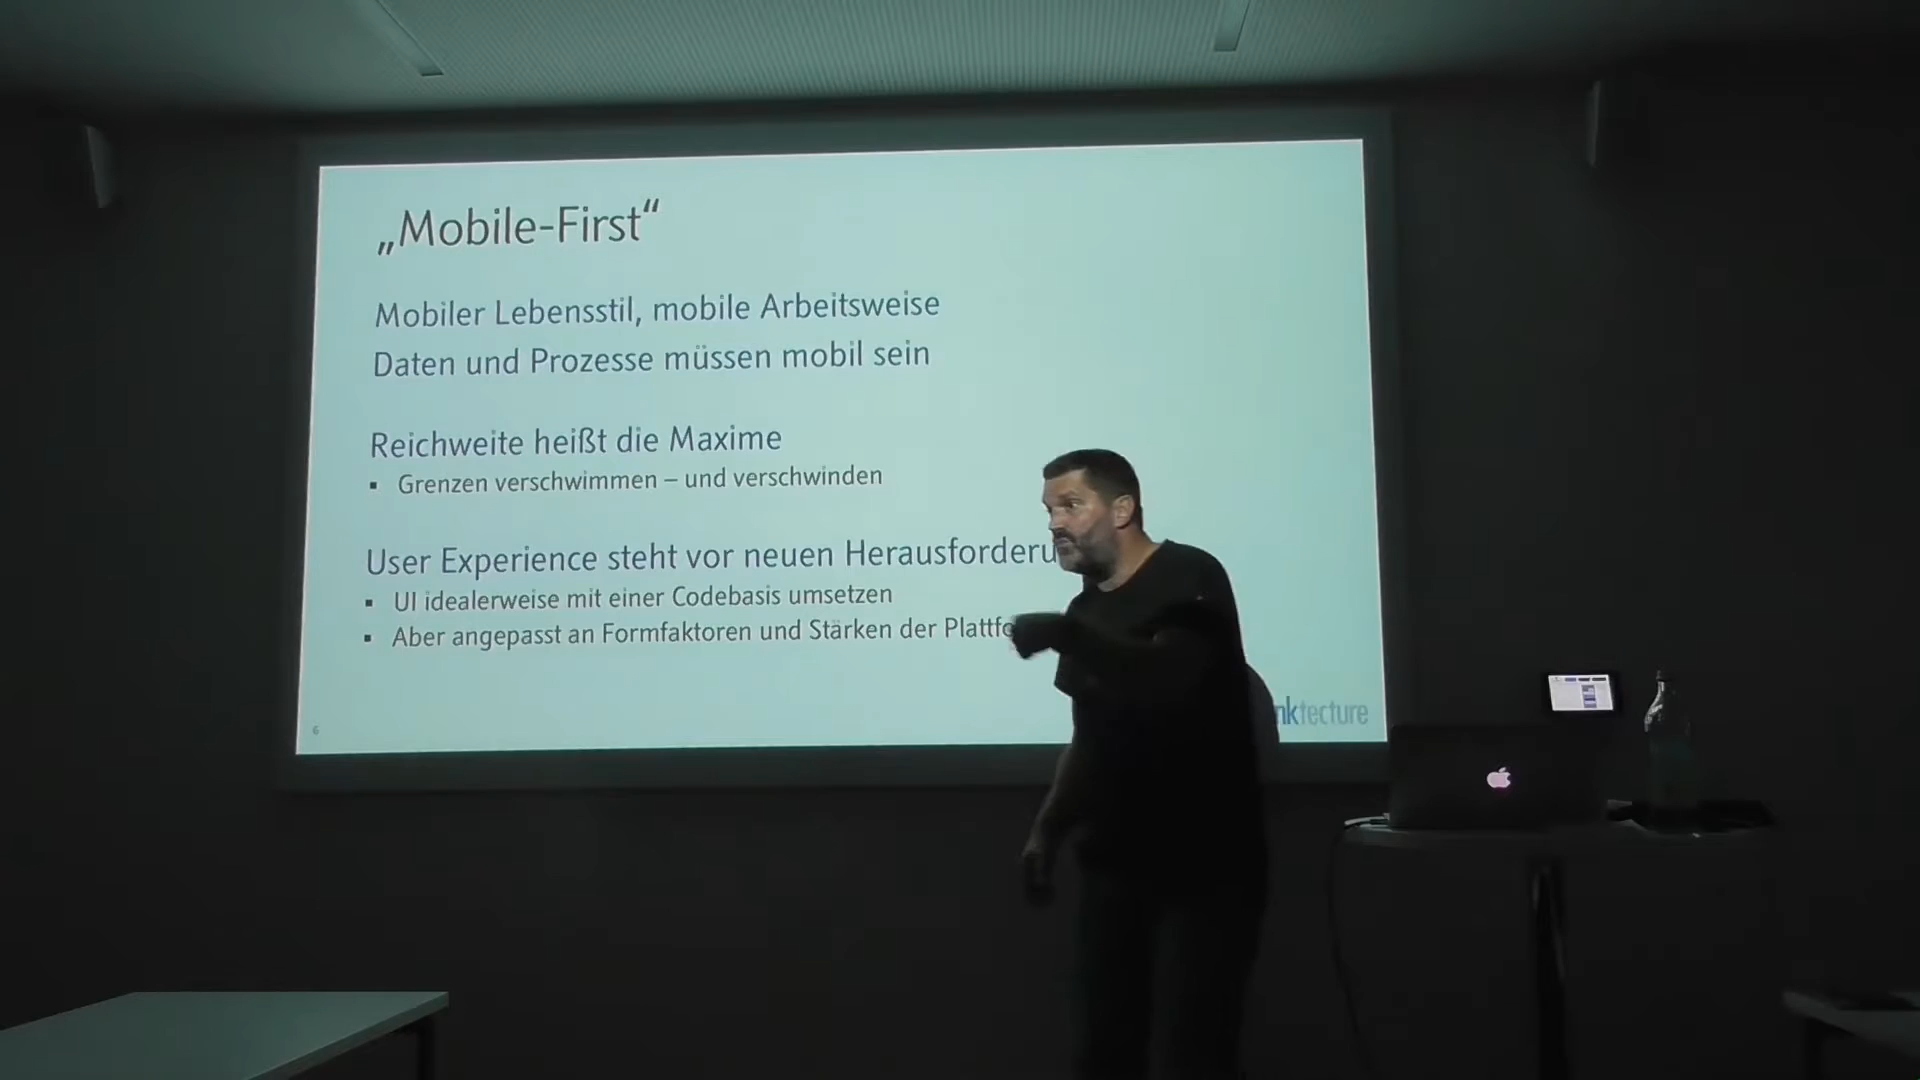 „Mobile-First“
Mobiler Lebensstil, mobile Arbeitsweise
Daten und Prozesse müssen mobil sein
Reichweite heißt die Maxime
▪ Grenzen verschwimmen – und verschwinden
User Experience steht vor neuen Herausforderu
▪ UI idealerweise mit einer Codebasis umsetzen
▪ Aber angepasst an Formfaktoren und Stärken der Plattfo
6
nktecture